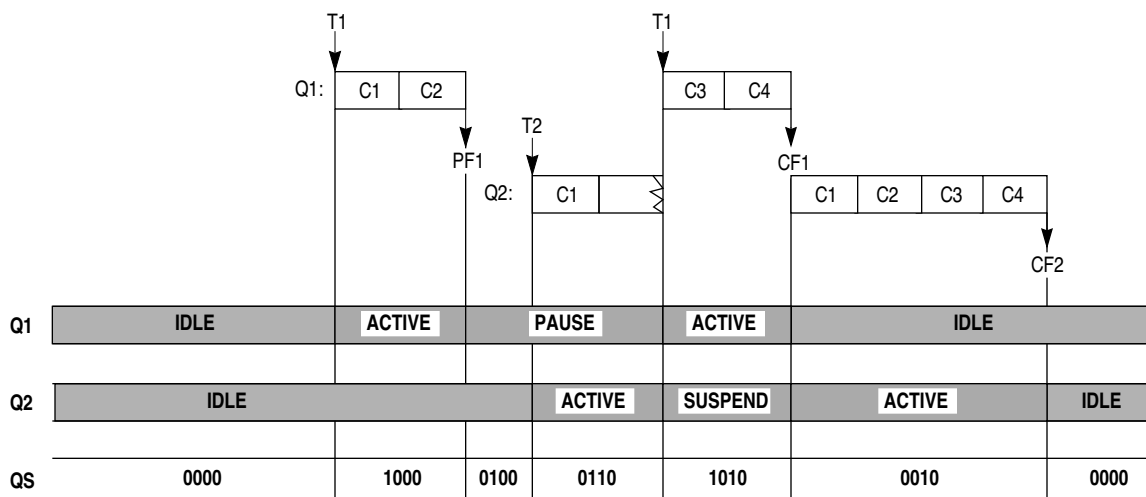 T1 T1
Q1: C1 C2 C3 C4
T2
PF1 CF1
Q2: C1 C1 C2 C3 C4
CF2
Q1 IDLE ACTIVE PAUSE ACTIVE IDLE
Q2 IDLE ACTIVE SUSPEND ACTIVE IDLE
QS 0000 1000 0100 0110 1010 0010 0000